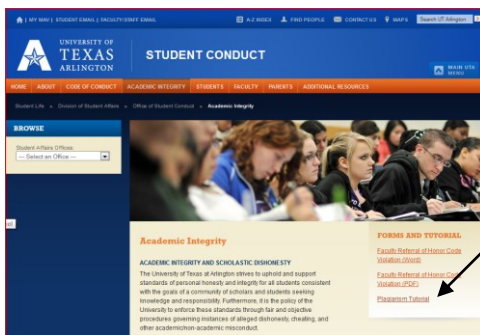 MY MAV | STUDENT EMAIL | FACULTY/STAFF EMAIL A-Z INDEX FIND PEOPLE CONTACT US MAPS Search UT Arlington
UNIVERSITY OF
TEXAS
ARLINGTON
STUDENT CONDUCT
MAIN UTA
MENU
HOME ABOUT CODE OF CONDUCT ACADEMIC INTEGRITY STUDENTS FACULTY PARENTS ADDITIONAL RESOURCES
Student Life » Division of Student Affairs » Office of Student Conduct » Academic Integrity
BROWSE
Student Affairs Offices:
--- Select an Office ---
Academic Integrity
ACADEMIC INTEGRITY AND SCHOLASTIC DISHONESTY
The University of Texas at Arlington strives to uphold and support
standards of personal honesty and integrity for all students consistent
with the goals of a community of scholars and students seeking
knowledge and responsibility. Furthermore, it is the policy of the
University to enforce these standards through fair and objective
procedures governing instances of alleged dishonesty, cheating, and
other academic/non-academic misconduct.
FORMS AND TUTORIAL
Faculty Referral of Honor Code
Violation (Word)
Faculty Referral of Honor Code
Violation (PDF)
Plagiarism Tutorial